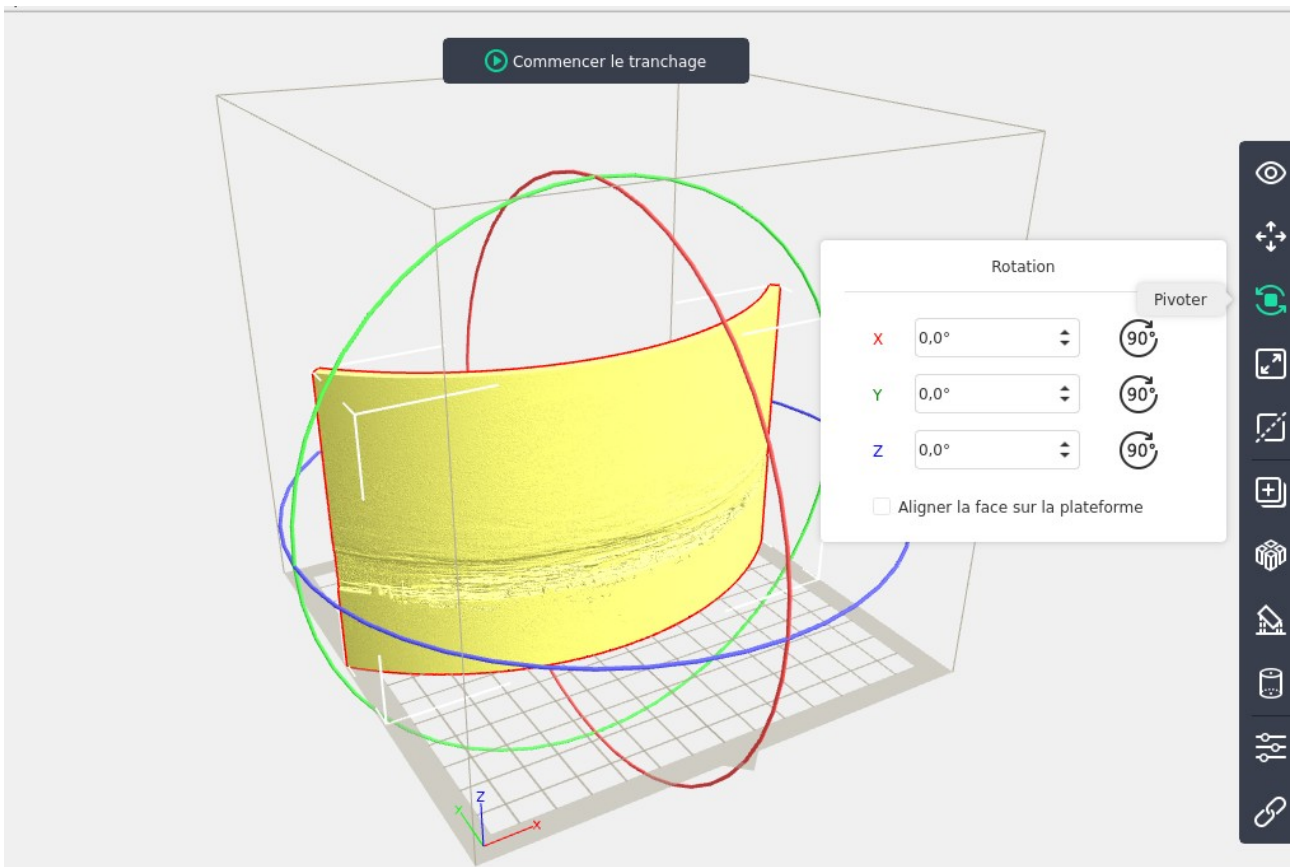 Commencer le tranchage
Rotation
Pivoter
X 0,0° 90°
Y 0,0° 90°
Z 0,0° 90°
Aligner la face sur la plateforme
Z
Y X